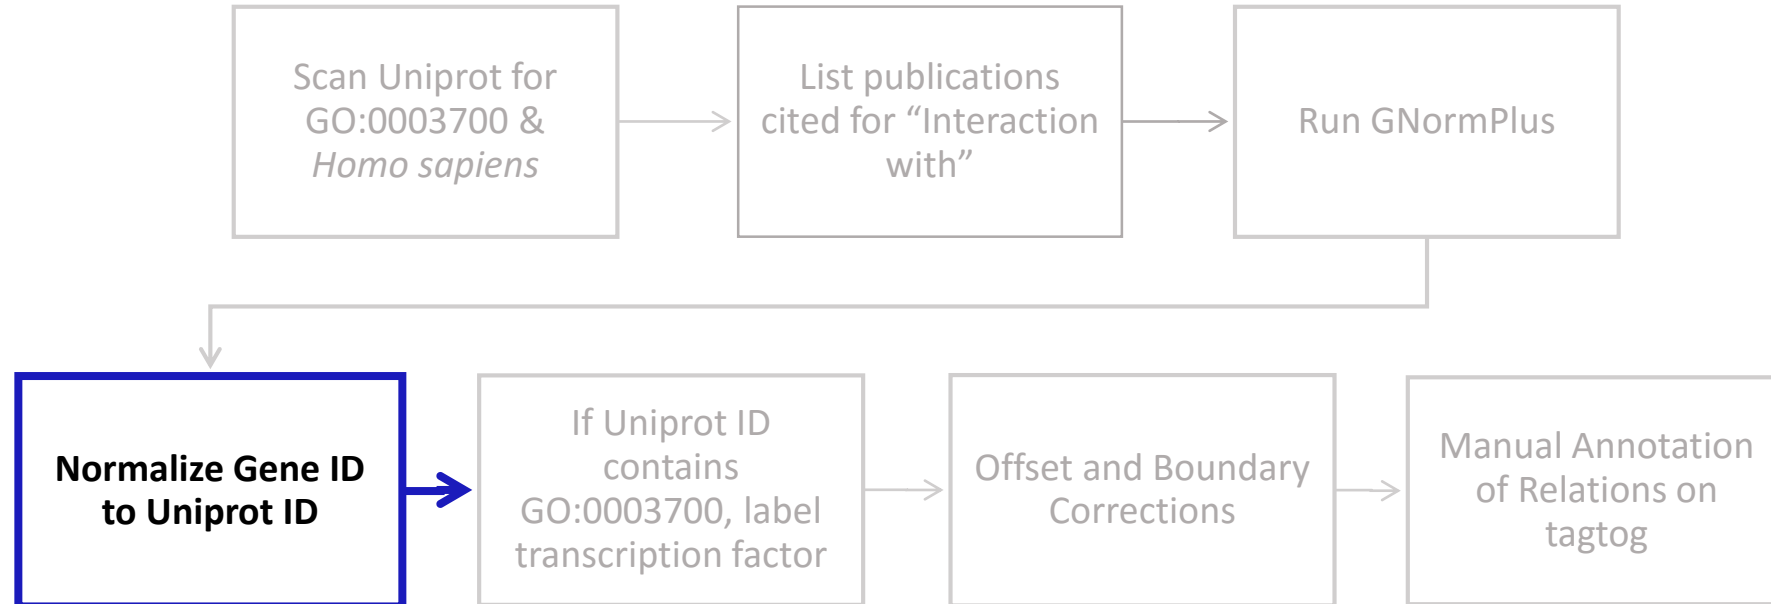 Scan Uniprot for
GO:0003700 &
Homo sapiens
List publications
cited for “Interaction
with”
Run GNormPlus
Normalize Gene ID
to Uniprot ID
If Uniprot ID
contains
GO:0003700, label
transcription factor
Offset and Boundary
Corrections
Manual Annotation
of Relations on
tagtog